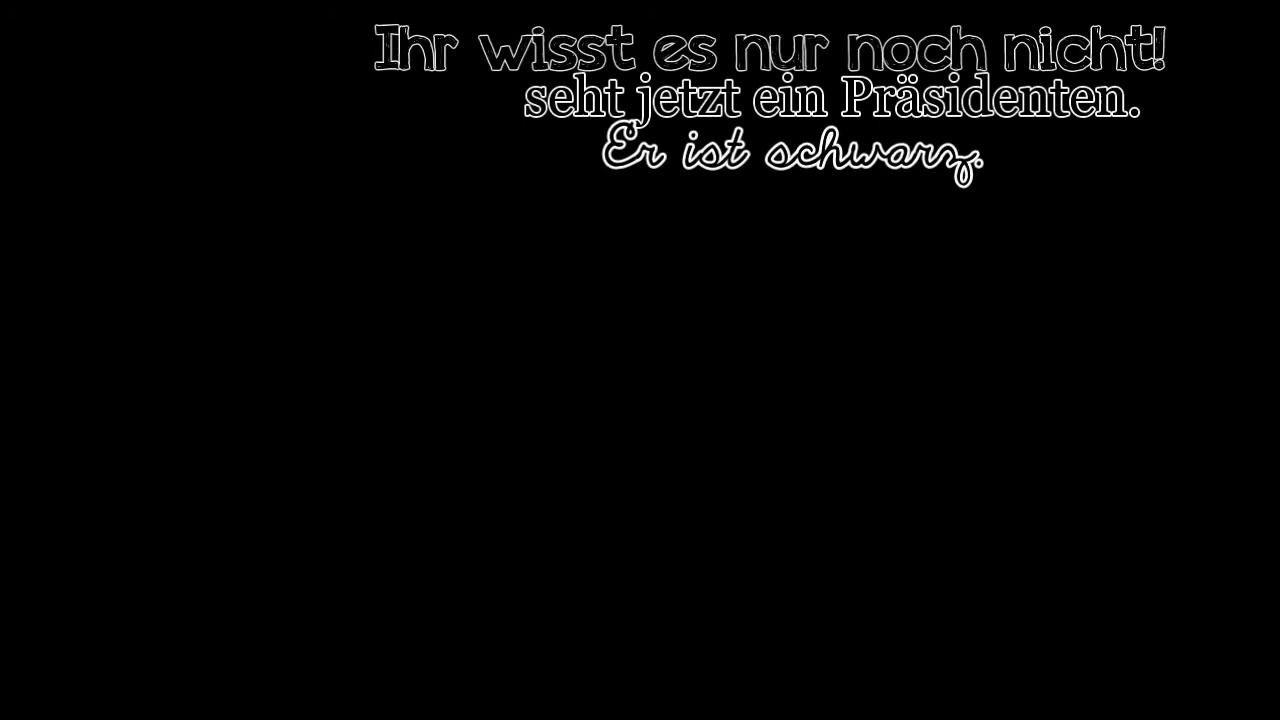 Ihr wisst es nur noch nicht!
seht jetzt ein Präsidenten.
Er ist schwarz.